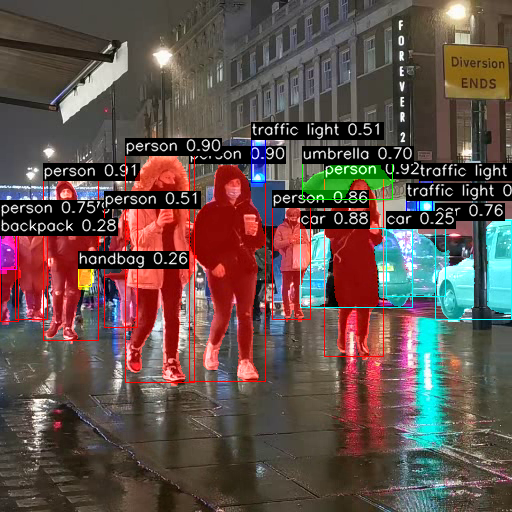 FOREVER 2
Diversion
ENDS
traffic light 0.51
person 0.90
0.90
umbrella 0.70
person 0.91
person 0.92
traffic light
traffic light 0
person 0.51
person 0.86
person 0.75
car 0.88
car 0.25
car 0.76
backpack 0.28
handbag 0.26